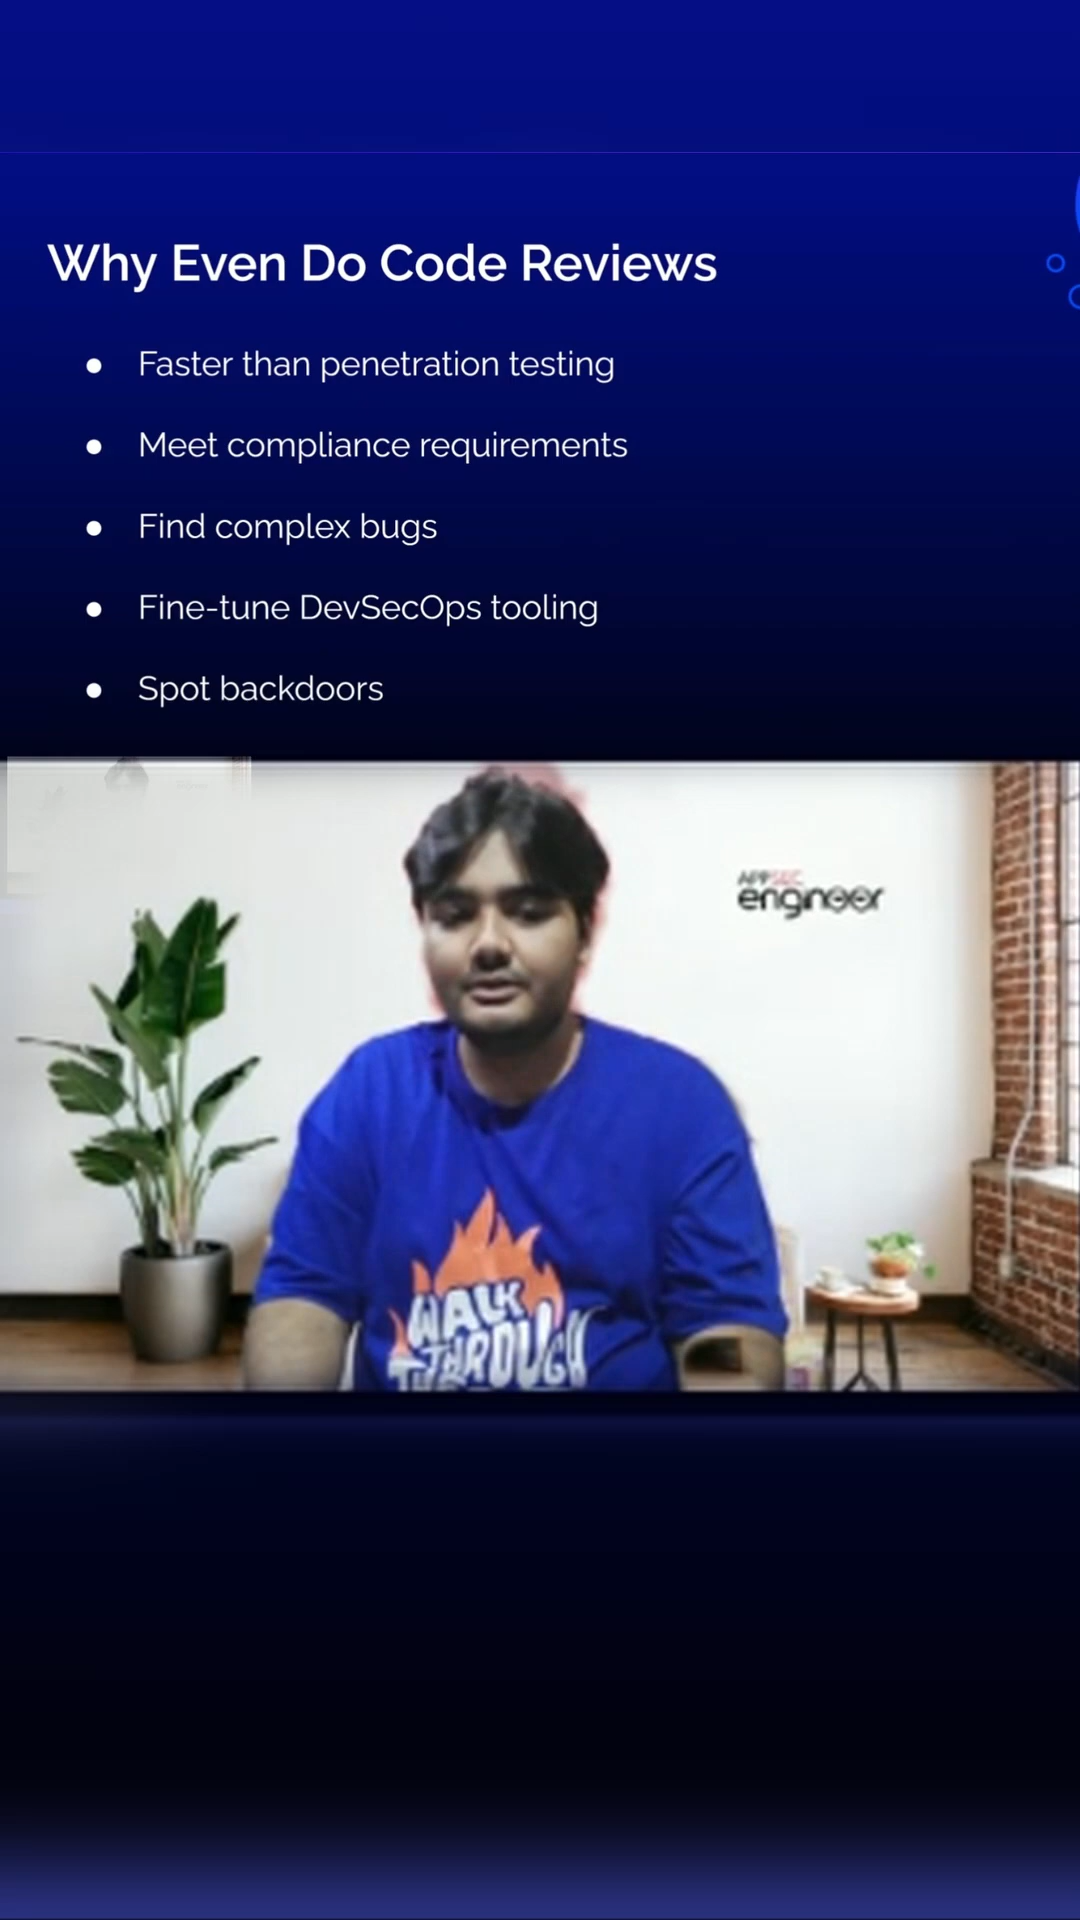 Why Even Do Code Reviews
● Faster than penetration testing
● Meet compliance requirements
● Find complex bugs
● Fine-tune DevSecOps tooling
● Spot backdoors
APPSEC
engineer
WALK
THROUGH